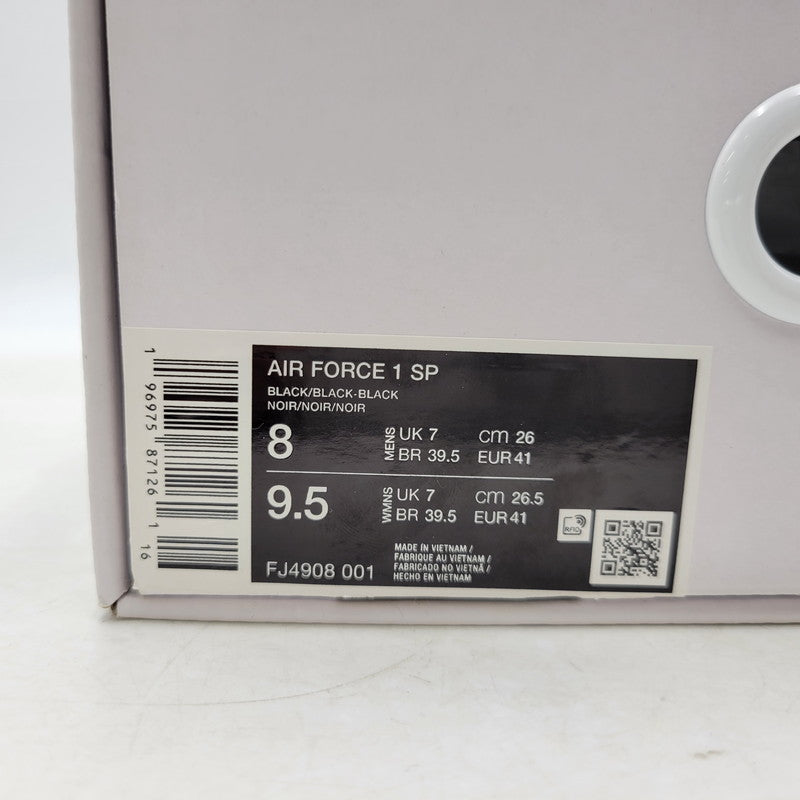 AIR FORCE 1 SP
BLACK/BLACK-BLACK
NOIR/NOIR/NOIR
8 MENS UK 7 cm 26
BR 39.5 EUR 41
9.5 WMNS UK 7 cm 26.5
BR 39.5 EUR 41
MADE IN VIETNAM /
FABRIQUE AU VIETNAM /
FABRICADO NO VIETNÃ /
HECHO EN VIETNAM
FJ4908 001
RFID
1 96975 87126 1 16